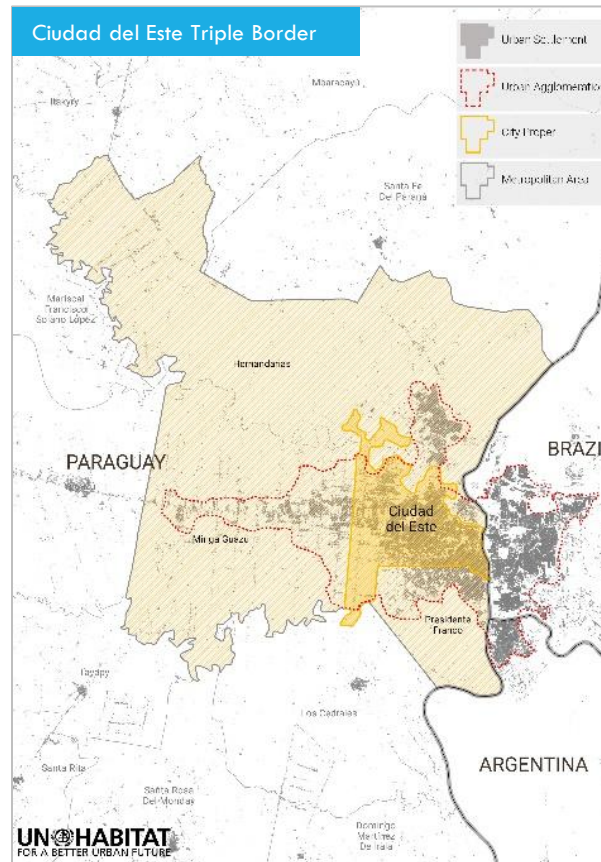 Ciudad del Este Triple Border
Urban Settlement
Urban Agglomeratio
City Proper
Metropolitan Area
Mbaracayú
Itakyry
Santa Fe
Del Paraná
Mariscal
Francisco
Solano López
Hernandarias
PARAGUAY
BRAZI
Ciudad
del Este
Minga Guazu
Presidente
Franco
Los Cedrales
Santa Rita
Santa Rosa
Del Monday
ARGENTINA
Domingo
Martínez
De Irala
UN HABITAT
FOR A BETTER URBAN FUTURE